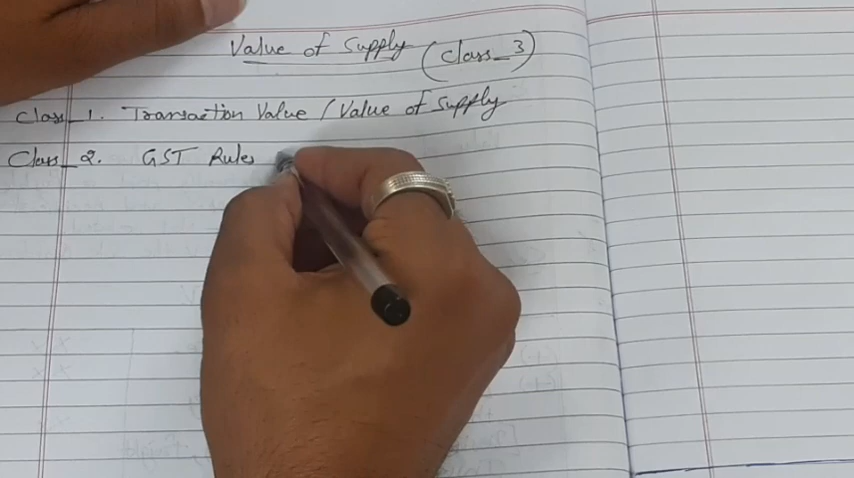 Value of Supply (Class_3)
Class_1. Transaction Value / Value of Supply
Class_2. GST Rules